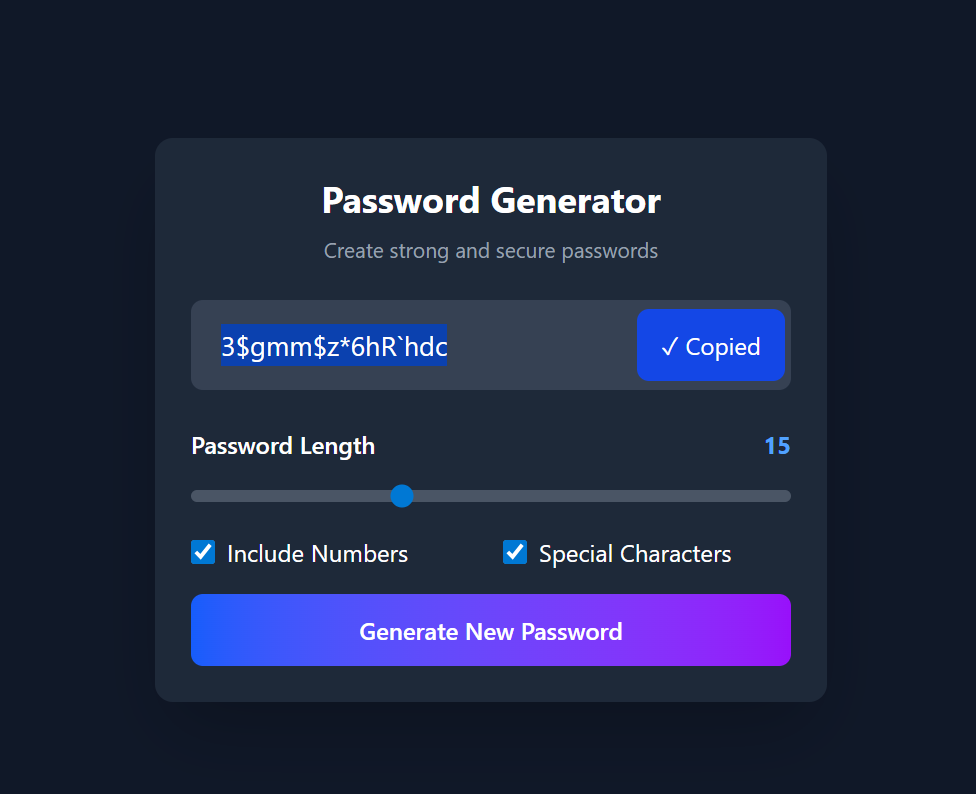 Password Generator
Create strong and secure passwords
3$gmm$z*6hR`hdc
✓ Copied
Password Length
15
Include Numbers
Special Characters
Generate New Password